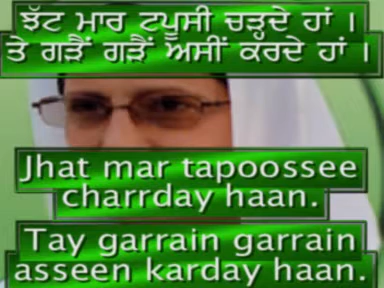 ਝੱਟ ਮਾਰ ਟਪੂਸੀ ਚੜ੍ਹਦੇ ਹਾਂ ।
ਤੇ ਗੜੈਂ ਗੜੈਂ ਅਸੀਂ ਕਰਦੇ ਹਾਂ ।
Jhat mar tapoossee
charrday haan.
Tay garrain garrain
asseen karday haan.